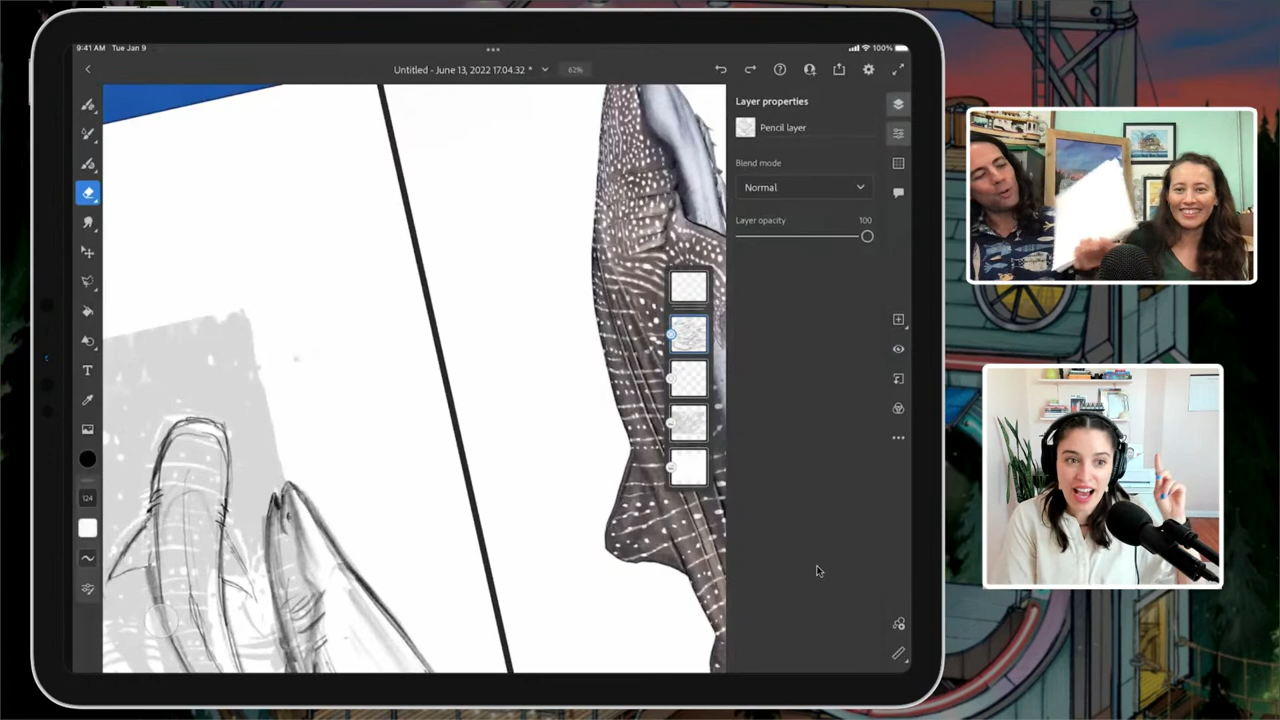 9:41 AM Tue Jan 9
100%
Untitled - June 13, 2022 17.04.32 *
62%
Layer properties
Pencil layer
Blend mode
Normal
Layer opacity
100
T
124